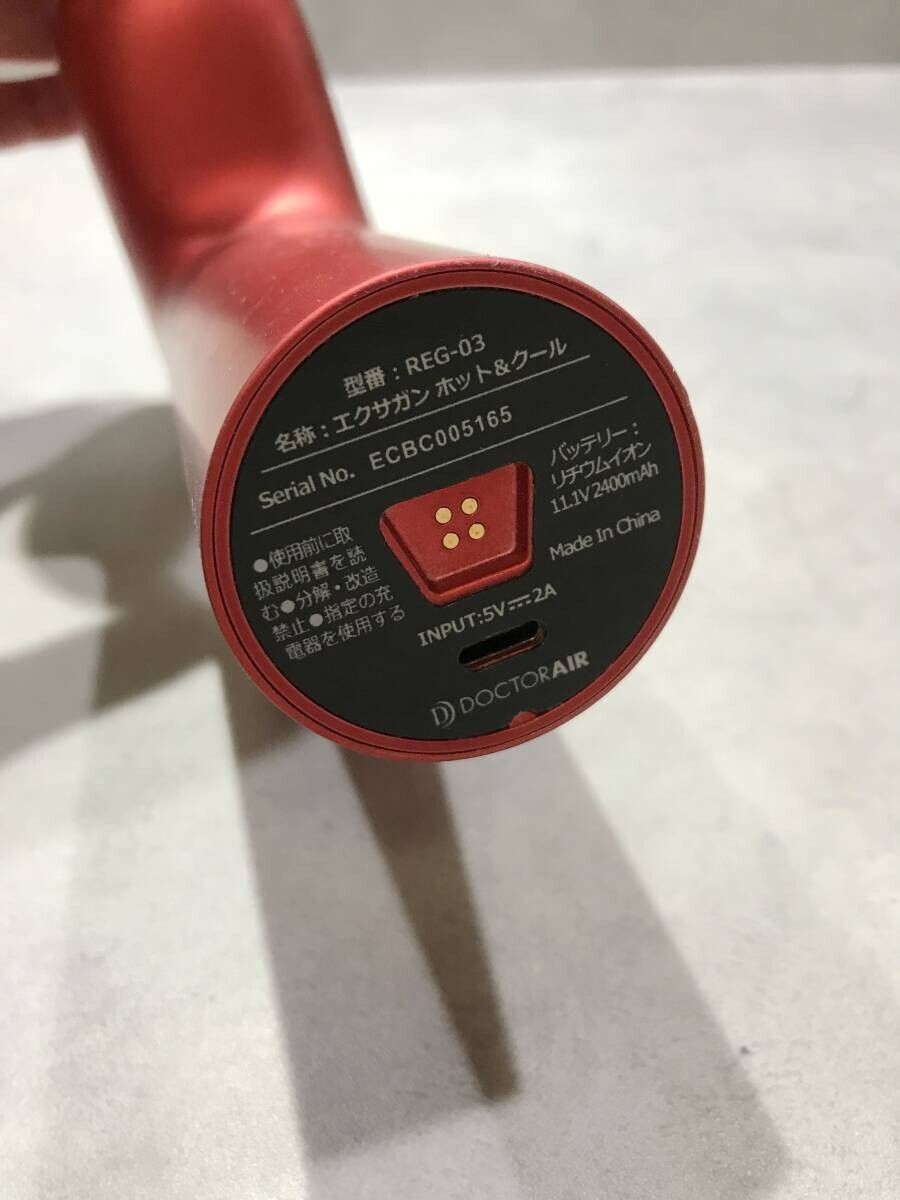 型番：REG-03
名称：エクサガン ホット＆クール
Serial No. ECBC005165
バッテリー：
リチウムイオン
11.1V 2400mAh
Made In China
●使用前に取
扱説明書を読
む●分解・改造
禁止●指定の充
電器を使用する
INPUT:5V⎓2A
DOCTORAIR